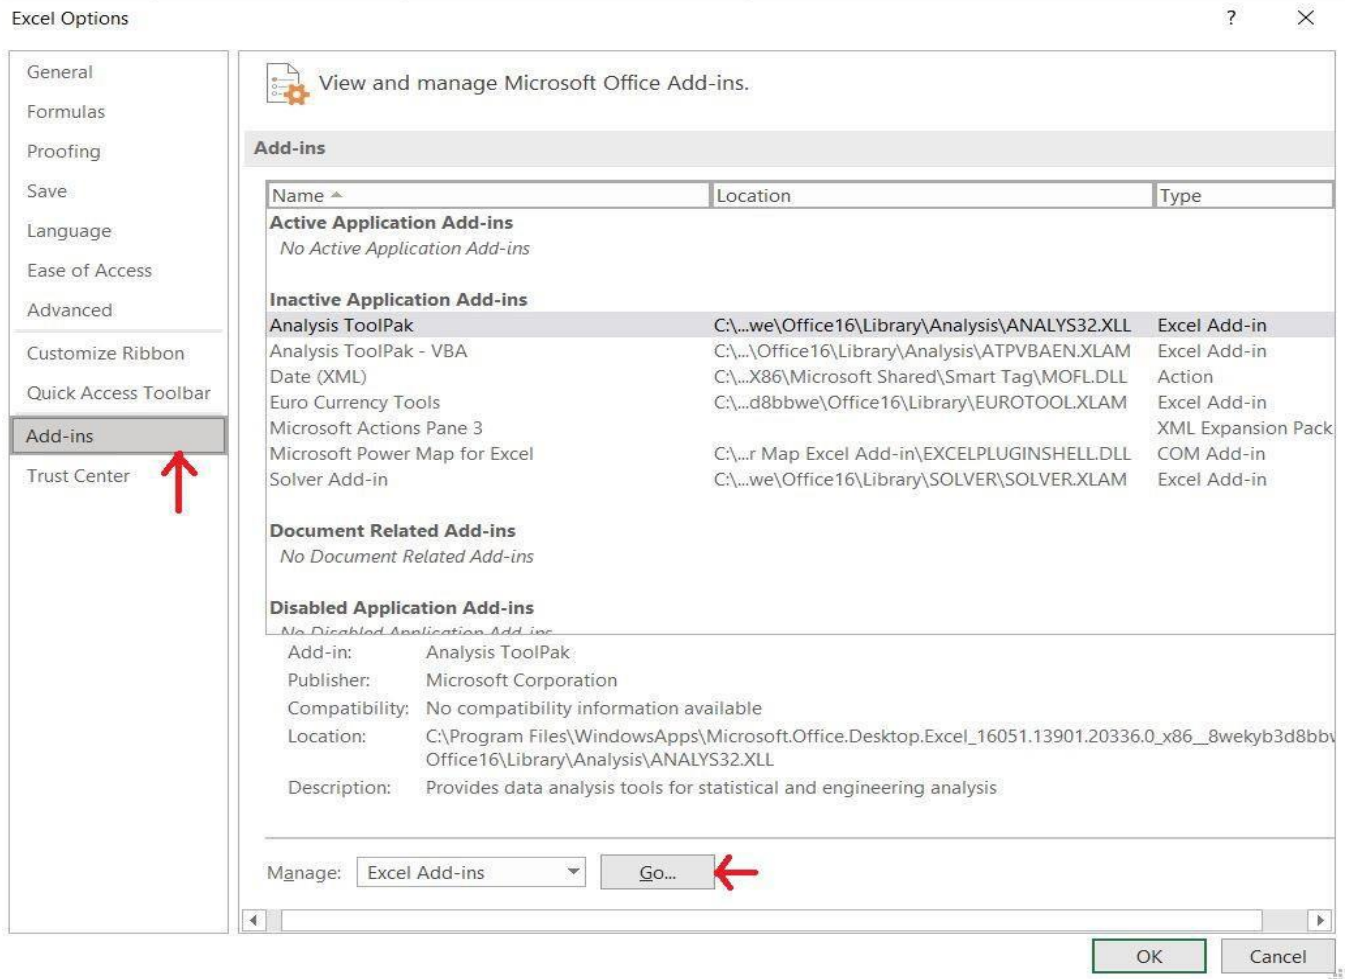 Excel Options
?
General
Formulas
Proofing
Save
Language
Ease of Access
Advanced
Customize Ribbon
Quick Access Toolbar
Add-ins
Trust Center
View and manage Microsoft Office Add-ins.
Add-ins
Name Location Type
Active Application Add-ins
No Active Application Add-ins
Inactive Application Add-ins
Analysis ToolPak C:\...we\Office16\Library\Analysis\ANALYS32.XLL Excel Add-in
Analysis ToolPak - VBA C:\...\Office16\Library\Analysis\ATPVBAEN.XLAM Excel Add-in
Date (XML) C:\...X86\Microsoft Shared\Smart Tag\MOFL.DLL Action
Euro Currency Tools C:\...d8bbwe\Office16\Library\EUROTOOL.XLAM Excel Add-in
Microsoft Actions Pane 3 XML Expansion Pack
Microsoft Power Map for Excel C:\...r Map Excel Add-in\EXCELPLUGINSHELL.DLL COM Add-in
Solver Add-in C:\...we\Office16\Library\SOLVER\SOLVER.XLAM Excel Add-in
Document Related Add-ins
No Document Related Add-ins
Disabled Application Add-ins
No Disabled Application Add-ins
Add-in: Analysis ToolPak
Publisher: Microsoft Corporation
Compatibility: No compatibility information available
Location: C:\Program Files\WindowsApps\Microsoft.Office.Desktop.Excel_16051.13901.20336.0_x86__8wekyb3d8bbw
Office16\Library\Analysis\ANALYS32.XLL
Description: Provides data analysis tools for statistical and engineering analysis
Manage: Excel Add-ins Go...
OK Cancel